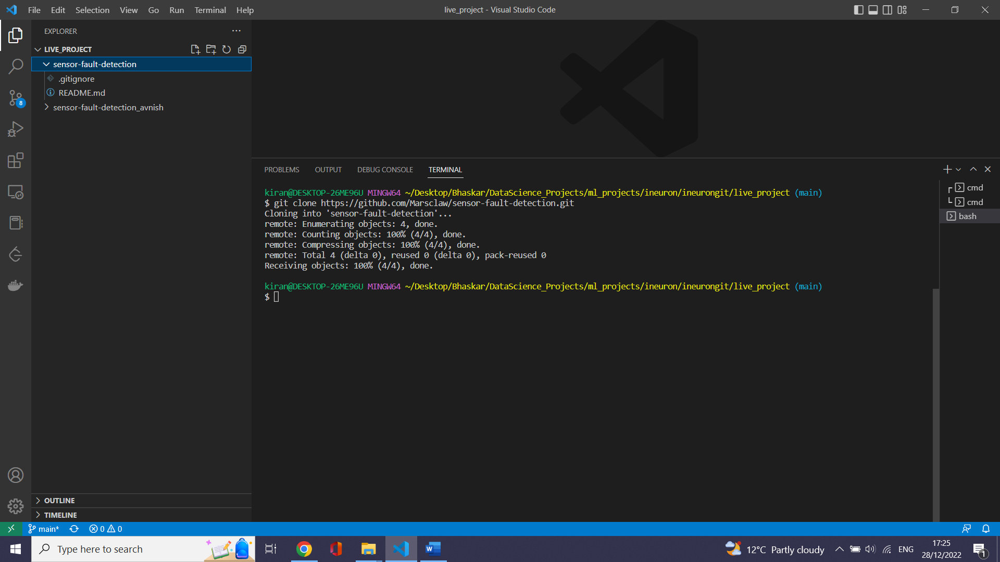 File Edit Selection View Go Run Terminal Help
live_project - Visual Studio Code
EXPLORER
LIVE_PROJECT
sensor-fault-detection
.gitignore
README.md
sensor-fault-detection_avnish
8
PROBLEMS OUTPUT DEBUG CONSOLE TERMINAL
kiran@DESKTOP-26ME96U MINGW64 ~/Desktop/Bhaskar/DataScience_Projects/ml_projects/ineuron/ineurongit/live_project (main)
$ git clone https://github.com/Marsclaw/sensor-fault-detection.git
Cloning into 'sensor-fault-detection'...
remote: Enumerating objects: 4, done.
remote: Counting objects: 100% (4/4), done.
remote: Compressing objects: 100% (4/4), done.
remote: Total 4 (delta 0), reused 0 (delta 0), pack-reused 0
Receiving objects: 100% (4/4), done.
kiran@DESKTOP-26ME96U MINGW64 ~/Desktop/Bhaskar/DataScience_Projects/ml_projects/ineuron/ineurongit/live_project (main)
$
cmd
cmd
bash
OUTLINE
TIMELINE
main* 0 0
Type here to search
12°C Partly cloudy
ENG
17:25
28/12/2022
1